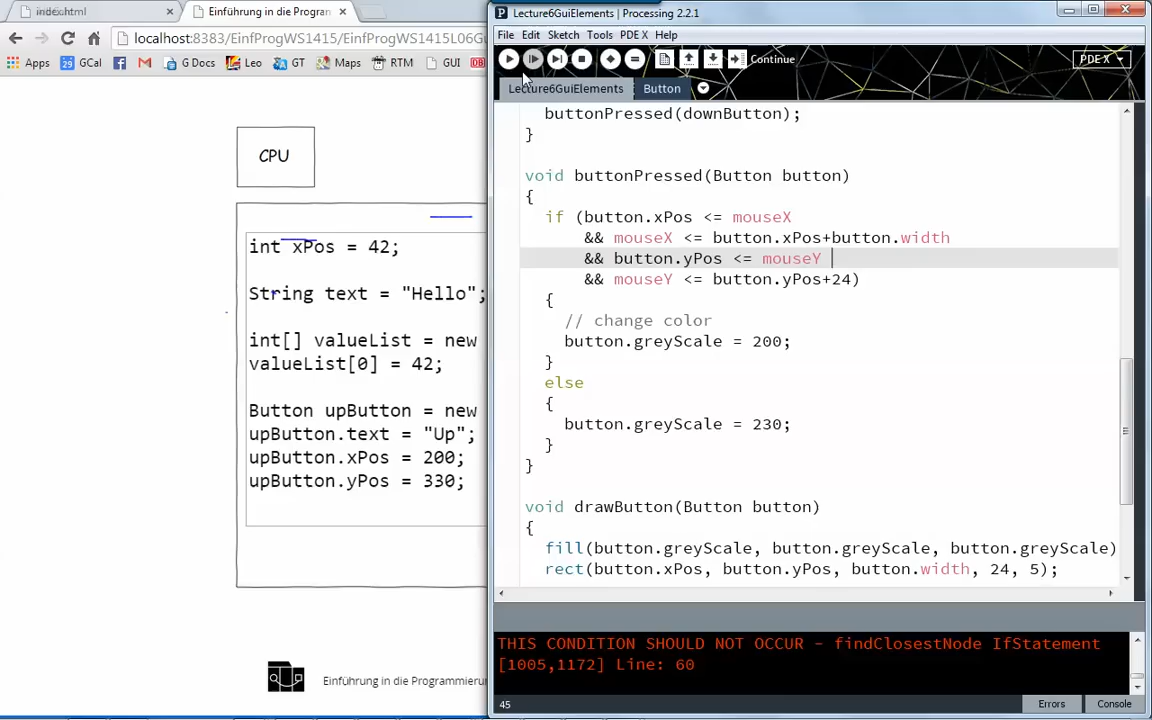 index.html
Einführung in die Program
localhost:8383/EinfProgWS1415/EinfProgWS1415L06Gu
Apps GCal G Docs Leo GT Maps RTM GUI DB
CPU
int xPos = 42;
String text = "Hello";
int[] valueList = new
valueList[0] = 42;
Button upButton = new
upButton.text = "Up";
upButton.xPos = 200;
upButton.yPos = 330;
Einführung in die Programmierun
Lecture6GuiElements | Processing 2.2.1
File Edit Sketch Tools PDE X Help
Continue
PDE X
Lecture6GuiElements Button
buttonPressed(downButton);
}
void buttonPressed(Button button)
{
if (button.xPos <= mouseX
&& mouseX <= button.xPos+button.width
&& button.yPos <= mouseY
&& mouseY <= button.yPos+24)
{
// change color
button.greyScale = 200;
}
else
{
button.greyScale = 230;
}
}
void drawButton(Button button)
{
fill(button.greyScale, button.greyScale, button.greyScale)
rect(button.xPos, button.yPos, button.width, 24, 5);
THIS CONDITION SHOULD NOT OCCUR - findClosestNode IfStatement
[1005,1172] Line: 60
45
Errors Console